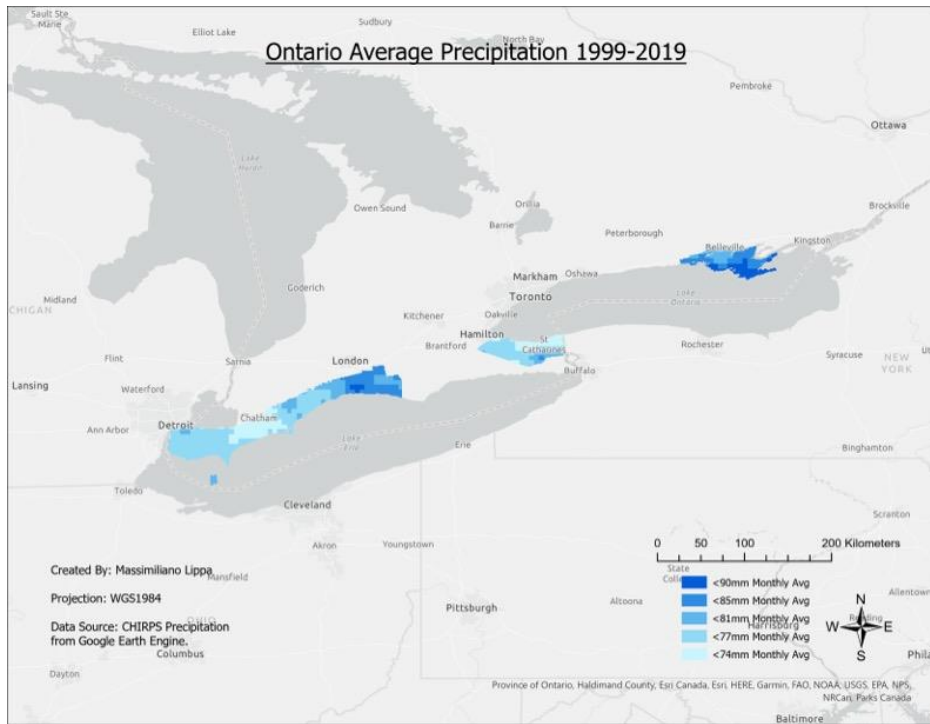 Sault Ste
Marie
Elliot Lake
Sudbury
North Bay
Ontario Average Precipitation 1999-2019
Pembroke
Ottawa
Lake
Huron
Owen Sound
Orillia
Barrie
Peterborough
Belleville
Kingston
Brockville
Midland
CHIGAN
Goderich
Markham
Oshawa
Toronto
Lake
Ontario
Kitchener
Oakville
Hamilton
Brantford
St
Catharines
Rochester
Syracuse
Ut
NEW
YORK
Flint
Sarnia
London
Buffalo
Lansing
Waterford
Chatham
Detroit
Ann Arbor
Lake
Erie
Erie
Binghamton
Toledo
Cleveland
Scranton
Akron
Youngstown
0 50 100 200 Kilometers
State
Colle
Created By: Massimiliano Lippa
Mansfield
<90mm Monthly Avg
Allentown
Projection: WGS1984
Pittsburgh
Altoona
<85mm Monthly Avg
N
<81mm Monthly Avg
Reading
Harrisburg
W E
Data Source: CHIRPS Precipitation
from Google Earth Engine.
OHIO
<77mm Monthly Avg
S
Columbus
<74mm Monthly Avg
Phila
Dayton
Province of Ontario, Haldimand County, Esri Canada, Esri, HERE, Garmin, FAO, NOAA, USGS, EPA, NPS,
NRCan, Parks Canada
Baltimore